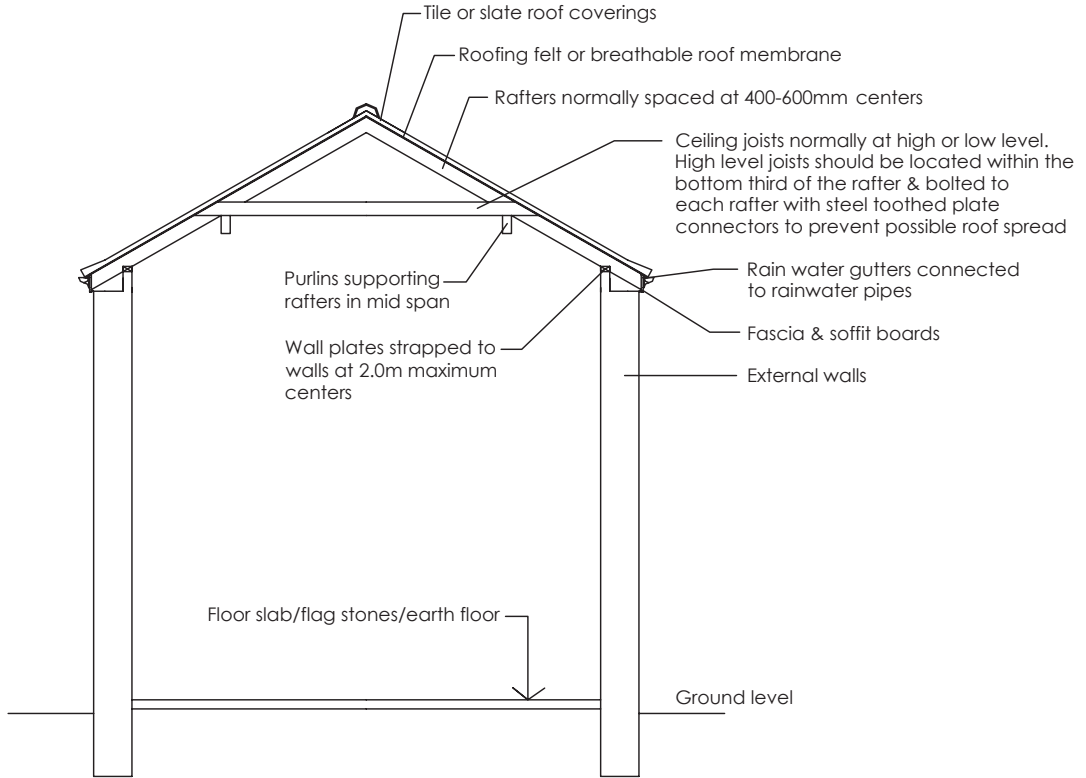 Tile or slate roof coverings
Roofing felt or breathable roof membrane
Rafters normally spaced at 400-600mm centers
Ceiling joists normally at high or low level.
High level joists should be located within the
bottom third of the rafter & bolted to
each rafter with steel toothed plate
connectors to prevent possible roof spread
Purlins supporting
rafters in mid span
Rain water gutters connected
to rainwater pipes
Fascia & soffit boards
Wall plates strapped to
walls at 2.0m maximum
centers
External walls
Floor slab/flag stones/earth floor
Ground level